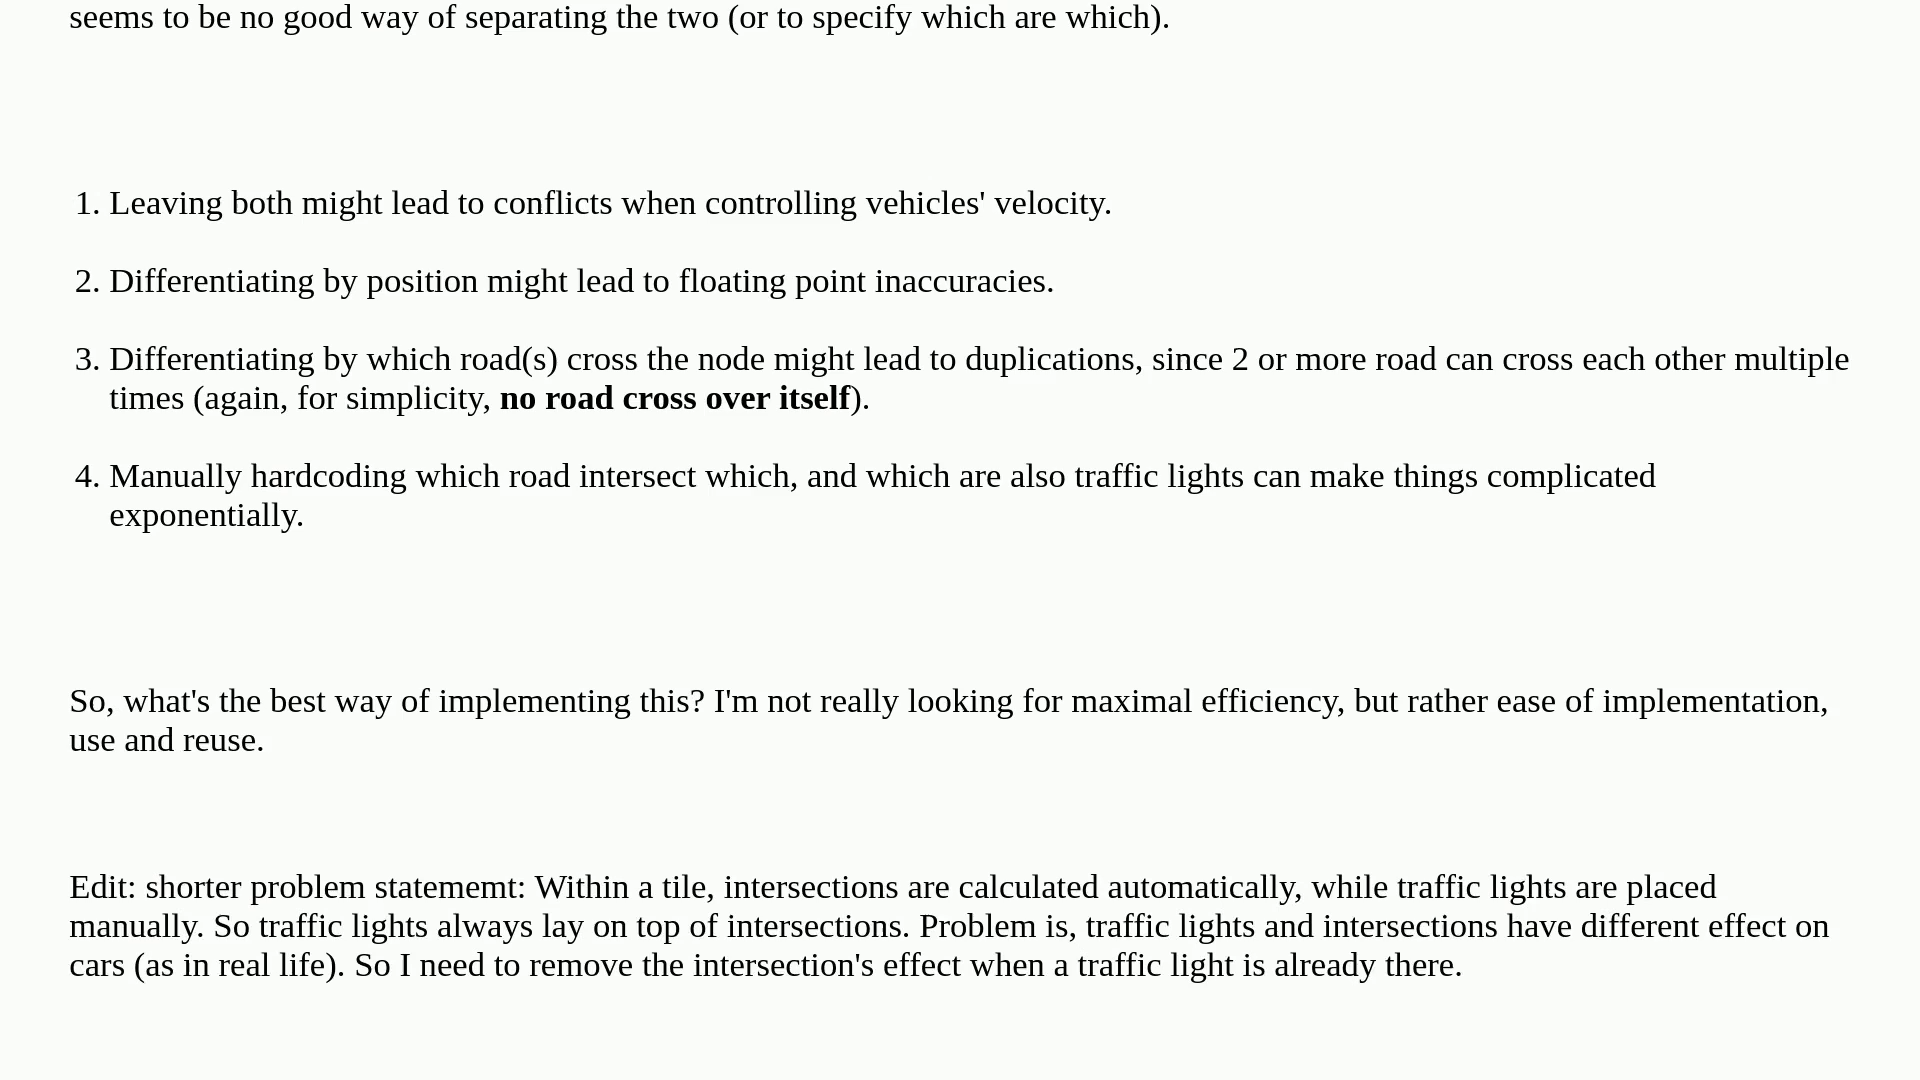 seems to be no good way of separating the two (or to specify which are which).
1. Leaving both might lead to conflicts when controlling vehicles' velocity.
2. Differentiating by position might lead to floating point inaccuracies.
3. Differentiating by which road(s) cross the node might lead to duplications, since 2 or more road can cross each other multiple
times (again, for simplicity, no road cross over itself).
4. Manually hardcoding which road intersect which, and which are also traffic lights can make things complicated
exponentially.
So, what's the best way of implementing this? I'm not really looking for maximal efficiency, but rather ease of implementation,
use and reuse.
Edit: shorter problem statememt: Within a tile, intersections are calculated automatically, while traffic lights are placed
manually. So traffic lights always lay on top of intersections. Problem is, traffic lights and intersections have different effect on
cars (as in real life). So I need to remove the intersection's effect when a traffic light is already there.